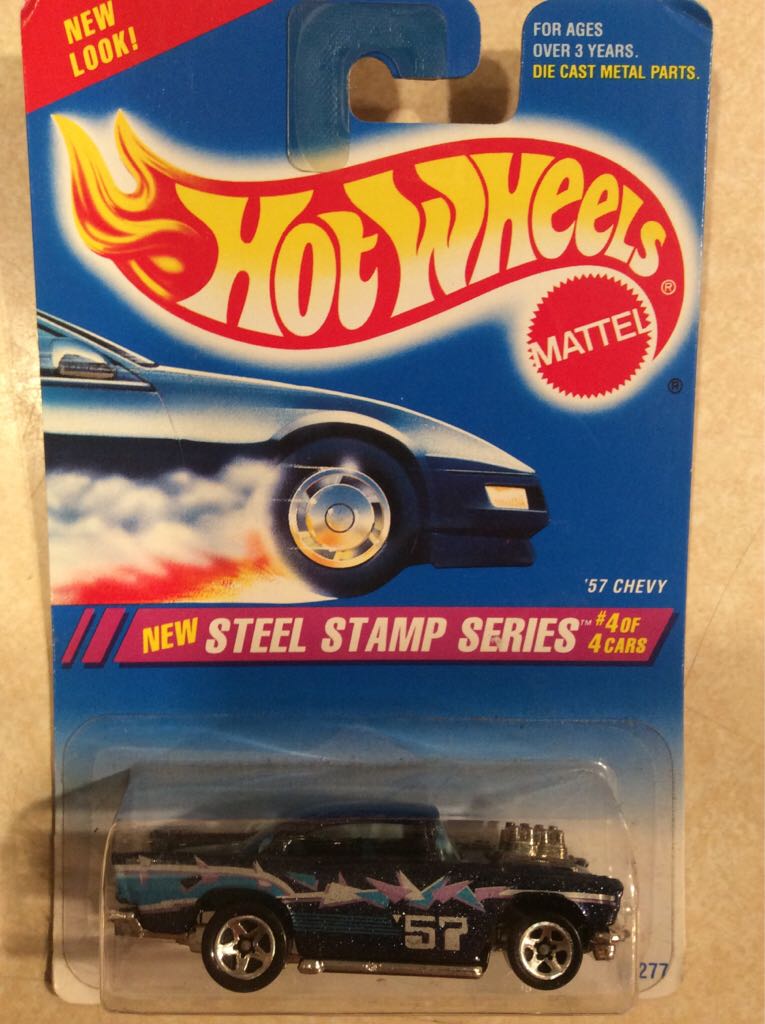 NEW
LOOK!
FOR AGES
OVER 3 YEARS.
DIE CAST METAL PARTS.
HOT WHEELS®
MATTEL
®
'57 CHEVY
NEW STEEL STAMP SERIES™ #4 OF
4 CARS
'57
277